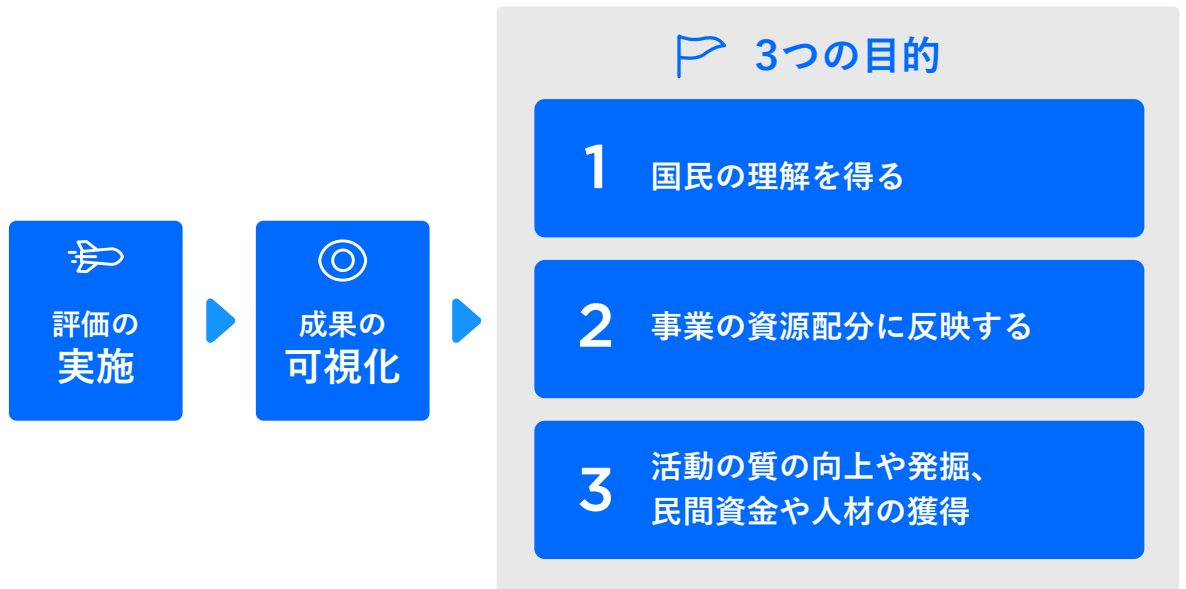 評価の
実施
成果の
可視化
3つの目的
1 国民の理解を得る
2 事業の資源配分に反映する
3 活動の質の向上や発掘、
民間資金や人材の獲得